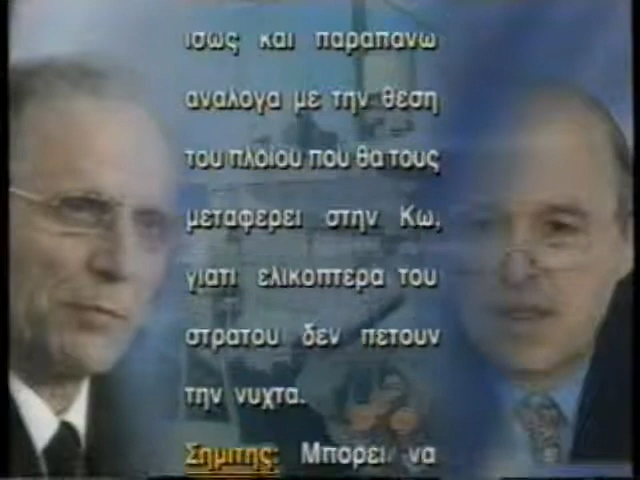 ισως και παραπανω
αναλογα με την θεση
του πλοίου που θα τους
μεταφερει στην Κω,
γιατι ελικοπτερα του
στρατου δεν πετουν
την νυχτα.
Σημιτης: Μπορει να